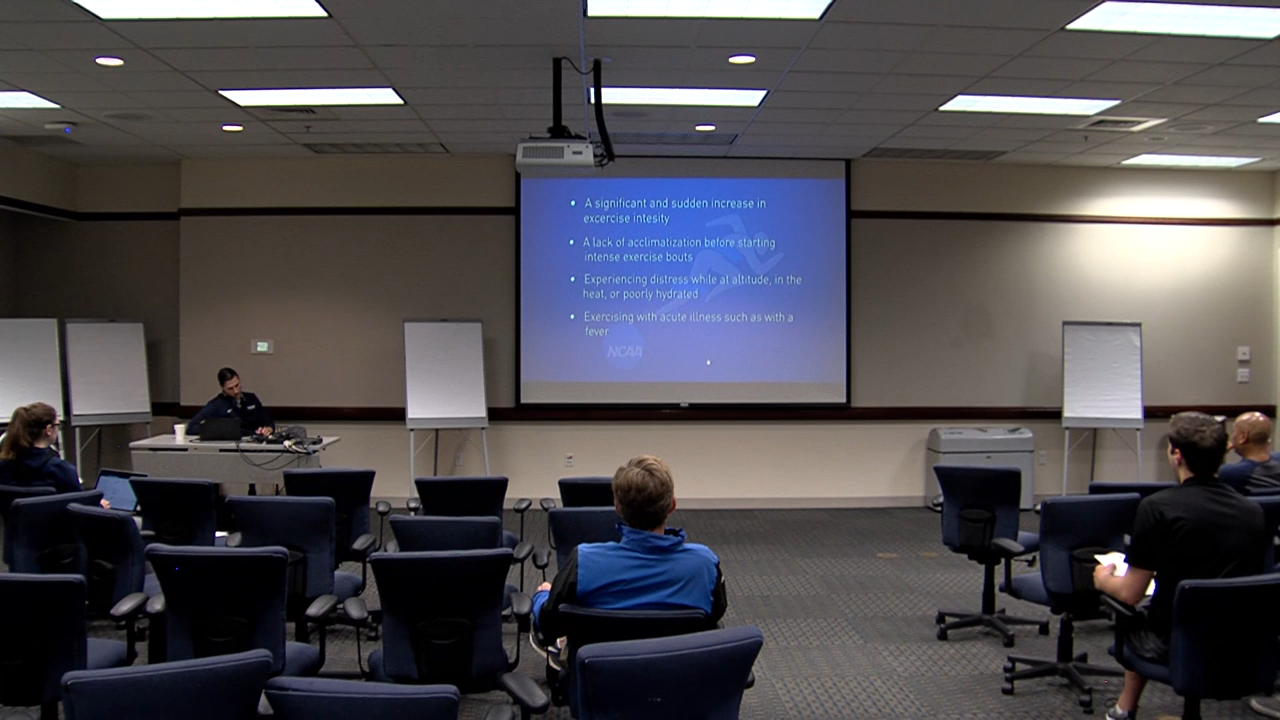 • A significant and sudden increase in
excercise intesity
• A lack of acclimatization before starting
intense exercise bouts
• Experiencing distress while at altitude, in the
heat, or poorly hydrated
• Exercising with acute illness such as with a
fever
NCAA